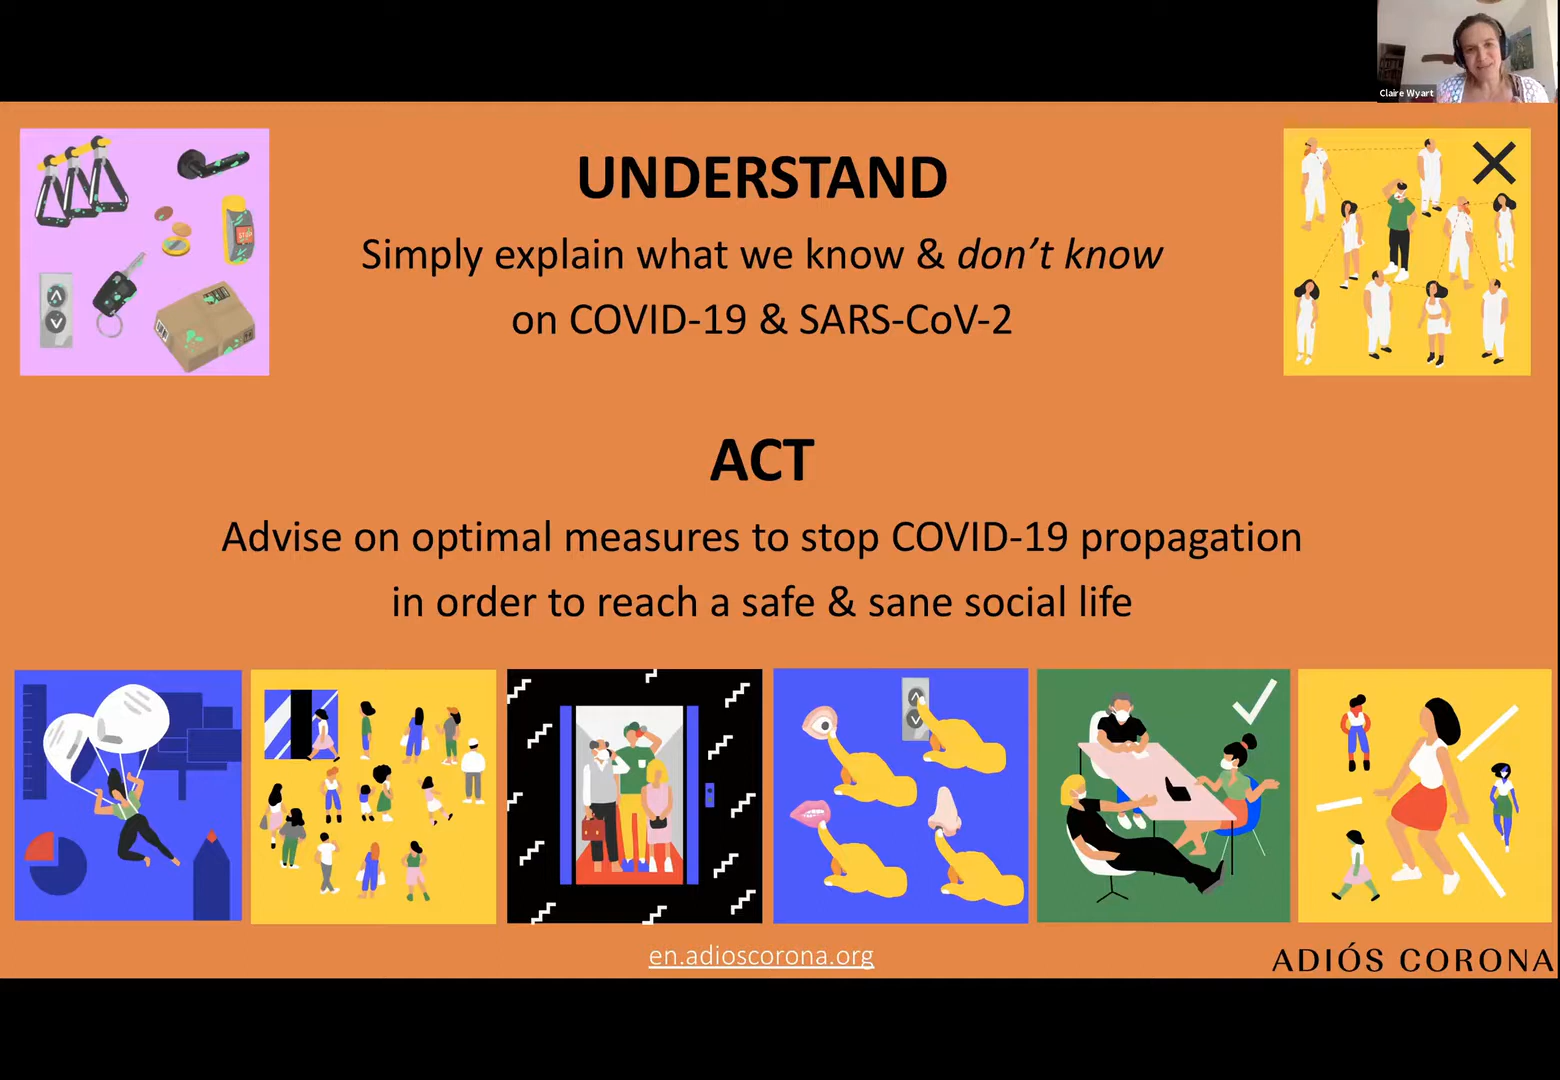 Claire Wyart
UNDERSTAND
Simply explain what we know & don't know
on COVID-19 & SARS-CoV-2
ACT
Advise on optimal measures to stop COVID-19 propagation
in order to reach a safe & sane social life
en.adioscorona.org
ADIÓS CORONA